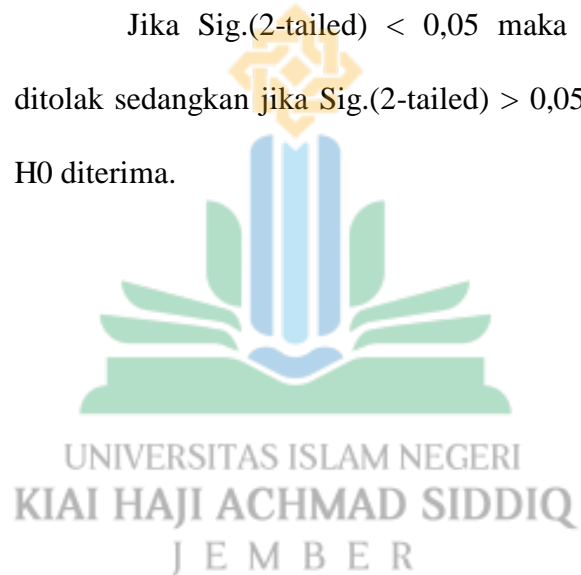 Jika Sig.(2-tailed) < 0,05 maka
ditolak sedangkan jika Sig.(2-tailed) > 0,05
H0 diterima.
UNIVERSITAS ISLAM NEGERI
KIAI HAJI ACHMAD SIDDIQ
JEMBER